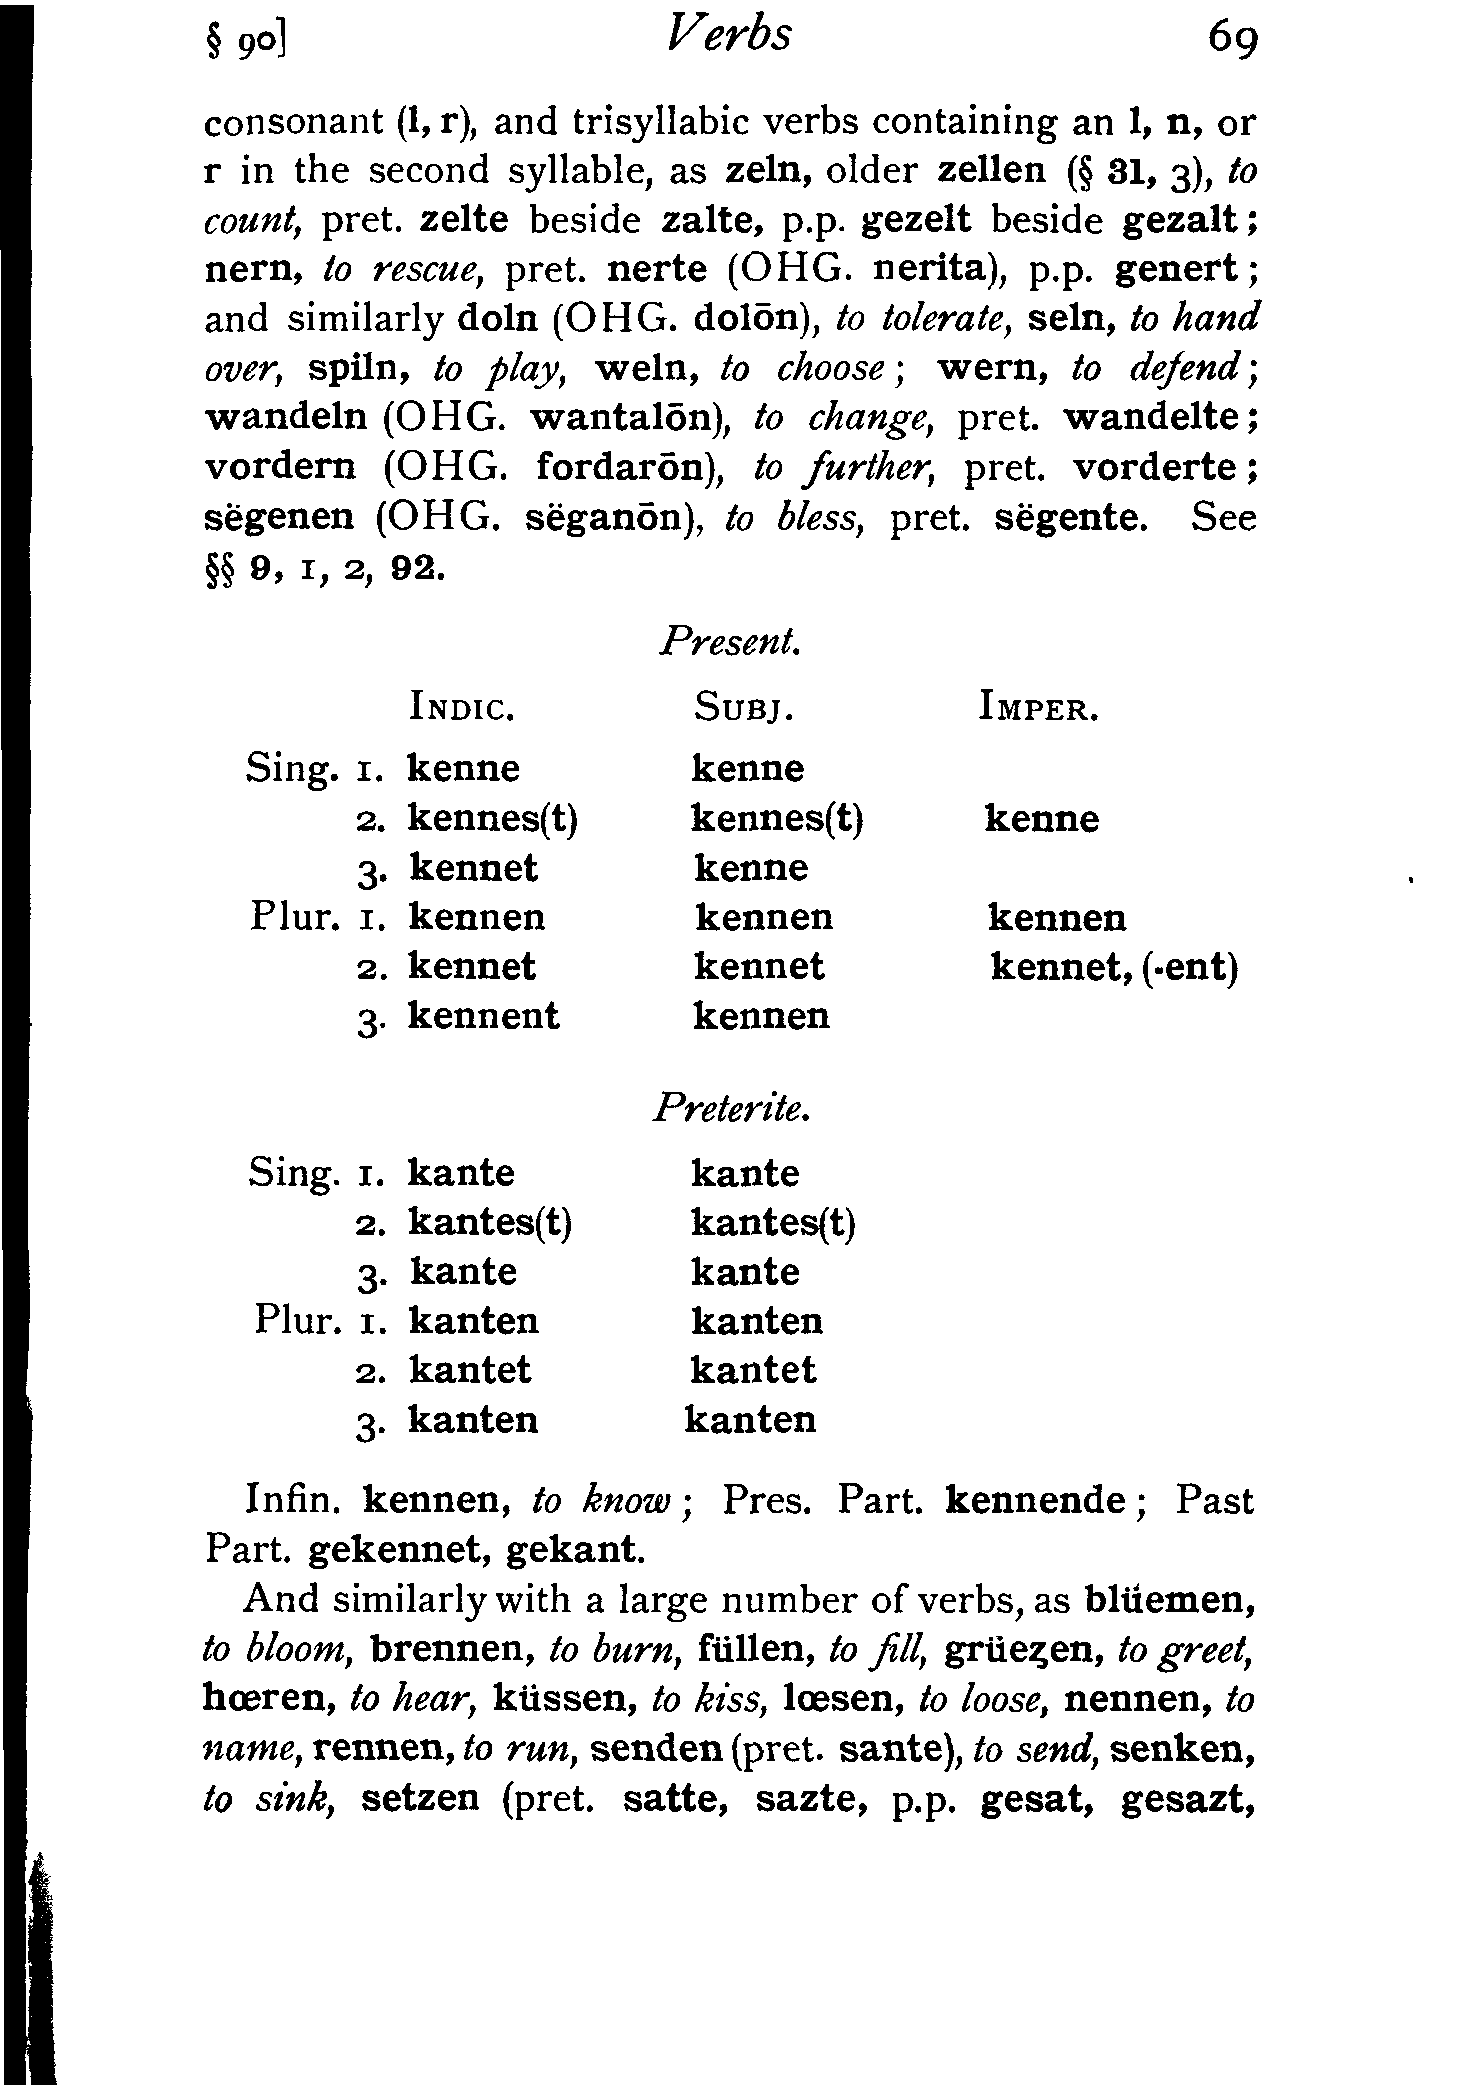 § 90] Verbs 69
consonant (l, r), and trisyllabic verbs containing an l, n, or
r in the second syllable, as zeln, older zellen (§ 31, 3), to
count, pret. zelte beside zalte, p.p. gezelt beside gezalt;
nern, to rescue, pret. nerte (OHG. nerita), p.p. genert;
and similarly doln (OHG. dolōn), to tolerate, seln, to hand
over, spiln, to play, weln, to choose; wern, to defend;
wandeln (OHG. wantalōn), to change, pret. wandelte;
vordern (OHG. fordarōn), to further, pret. vorderte;
sëgenen (OHG. sëganōn), to bless, pret. sëgente. See
§§ 9, 1, 2, 92.
Present.
INDIC. SUBJ. IMPER.
Sing. 1. kenne kenne
2. kennes(t) kennes(t) kenne
3. kennet kenne
Plur. 1. kennen kennen kennen
2. kennet kennet kennet, (-ent)
3. kennent kennen
Preterite.
Sing. 1. kante kante
2. kantes(t) kantes(t)
3. kante kante
Plur. 1. kanten kanten
2. kantet kantet
3. kanten kanten
Infin. kennen, to know; Pres. Part. kennende; Past
Part. gekennet, gekant.
And similarly with a large number of verbs, as blüemen,
to bloom, brennen, to burn, füllen, to fill, grüeȥen, to greet,
hœren, to hear, küssen, to kiss, lœsen, to loose, nennen, to
name, rennen, to run, senden (pret. sante), to send, senken,
to sink, setzen (pret. satte, sazte, p.p. gesat, gesazt,